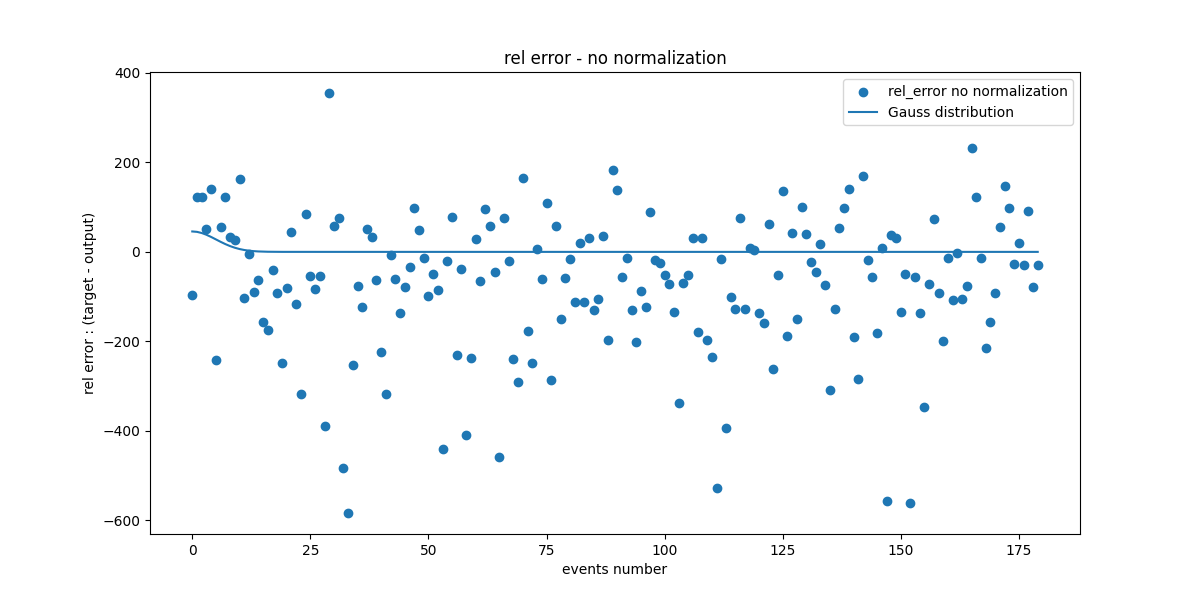 rel error - no normalization
rel_error no normalization
Gauss distribution
400
200
0
−200
−400
−600
rel error : (target - output)
0 25 50 75 100 125 150 175
events number